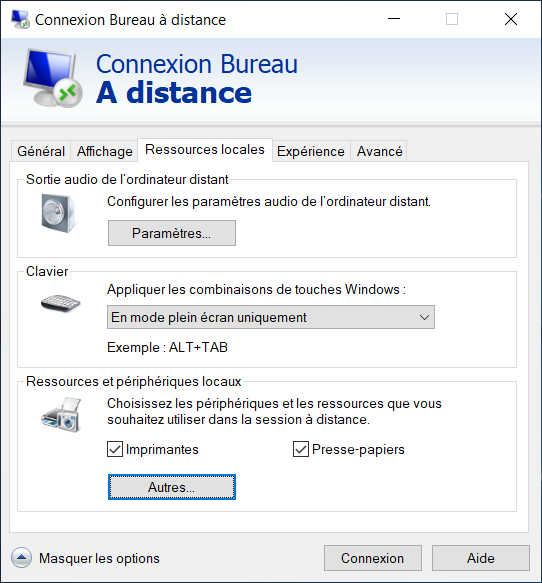 Connexion Bureau à distance
Connexion Bureau
A distance
Général Affichage Ressources locales Expérience Avancé
Sortie audio de l'ordinateur distant
Configurer les paramètres audio de l'ordinateur distant.
Paramètres...
Clavier
Appliquer les combinaisons de touches Windows :
En mode plein écran uniquement
Exemple : ALT+TAB
Ressources et périphériques locaux
Choisissez les périphériques et les ressources que vous
souhaitez utiliser dans la session à distance.
Imprimantes Presse-papiers
Autres...
Masquer les options Connexion Aide